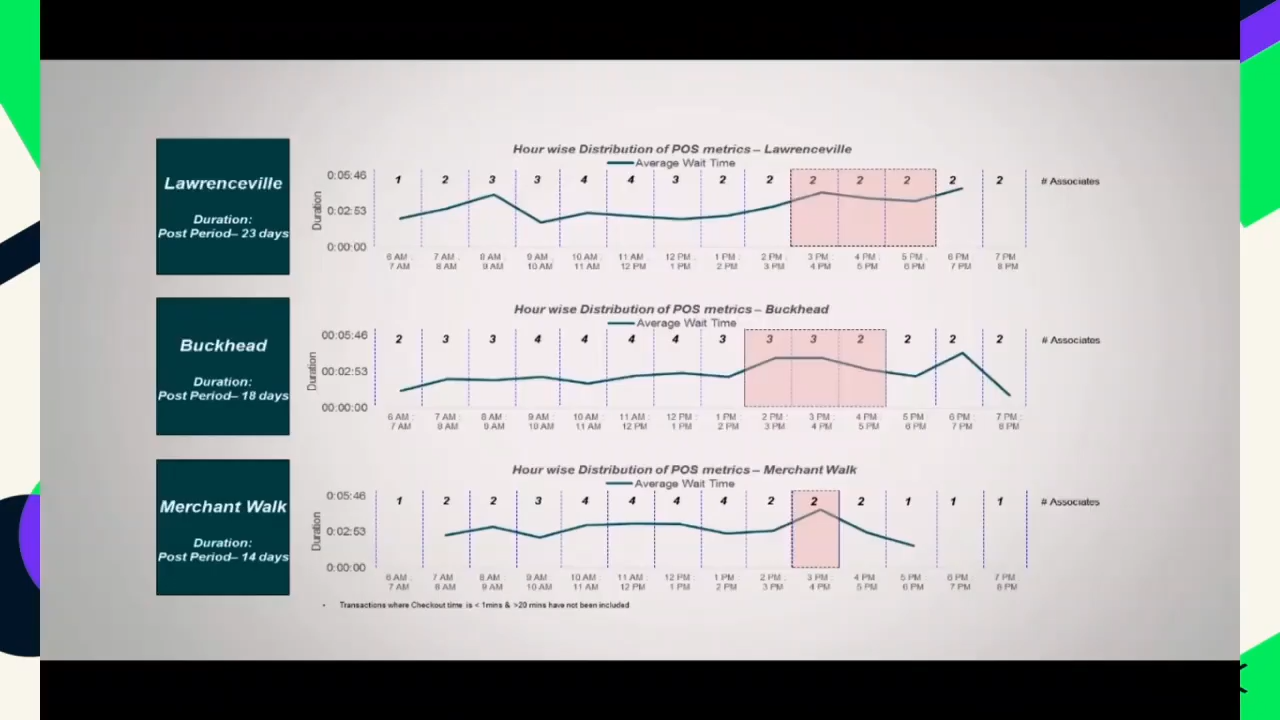 Lawrenceville
Duration:
Post Period– 23 days
Hour wise Distribution of POS metrics – Lawrenceville
Average Wait Time
Duration
0:05:46
0:02:53
0:00:00
1 2 3 3 4 4 3 2 2 2 2 2 2 2 # Associates
6 AM : 7 AM : 8 AM : 9 AM : 10 AM : 11 AM : 12 PM : 1 PM : 2 PM : 3 PM : 4 PM : 5 PM : 6 PM : 7 PM :
7 AM 8 AM 9 AM 10 AM 11 AM 12 PM 1 PM 2 PM 3 PM 4 PM 5 PM 6 PM 7 PM 8 PM
Buckhead
Duration:
Post Period– 18 days
Hour wise Distribution of POS metrics – Buckhead
Average Wait Time
Duration
00:05:46
00:02:53
00:00:00
2 3 3 4 4 4 4 3 3 3 2 2 2 2 # Associates
6 AM : 7 AM : 8 AM : 9 AM : 10 AM : 11 AM : 12 PM : 1 PM : 2 PM : 3 PM : 4 PM : 5 PM : 6 PM : 7 PM :
7 AM 8 AM 9 AM 10 AM 11 AM 12 PM 1 PM 2 PM 3 PM 4 PM 5 PM 6 PM 7 PM 8 PM
Merchant Walk
Duration:
Post Period– 14 days
Hour wise Distribution of POS metrics – Merchant Walk
Average Wait Time
Duration
0:05:46
0:02:53
0:00:00
1 2 2 3 4 4 4 4 2 2 2 1 1 1 # Associates
6 AM : 7 AM : 8 AM : 9 AM : 10 AM : 11 AM : 12 PM : 1 PM : 2 PM : 3 PM : 4 PM : 5 PM : 6 PM : 7 PM :
7 AM 8 AM 9 AM 10 AM 11 AM 12 PM 1 PM 2 PM 3 PM 4 PM 5 PM 6 PM 7 PM 8 PM
• Transactions where Checkout time is < 1mins & >20 mins have not been included